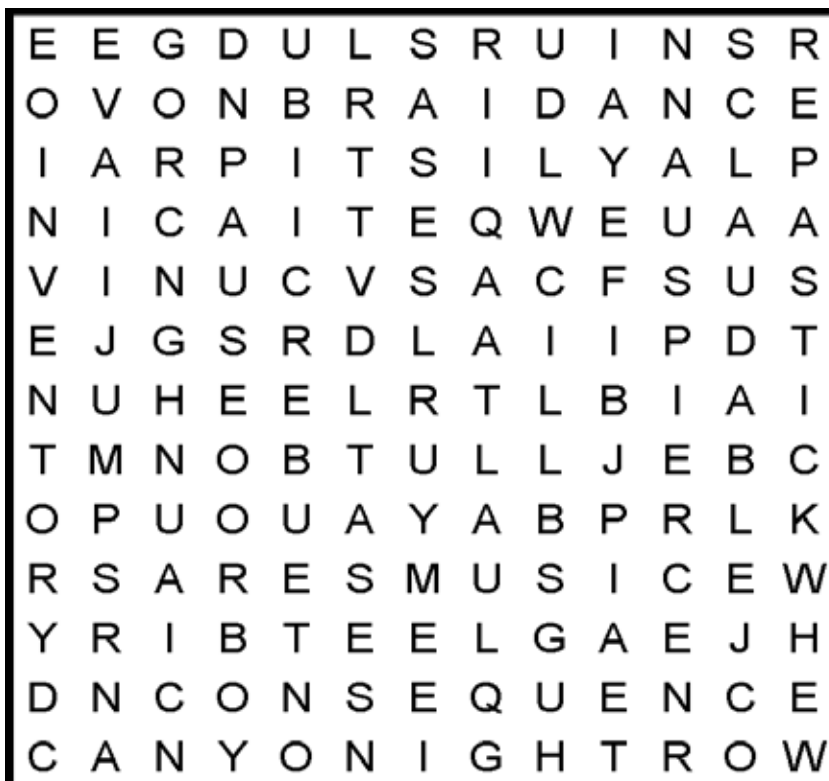 E E G D U L S R U I N S R
O V O N B R A I D A N C E
I A R P I T S I L Y A L P
N I C A I T E Q W E U A A
V I N U C V S A C F S U S
E J G S R D L A I I P D T
N U H E E L R T L B I A I
T M N O B T U L L J E B C
O P U O U A Y A B P R L K
R S A R E S M U S I C E W
Y R I B T E E L G A E J H
D N C O N S E Q U E N C E
C A N Y O N I G H T R O W